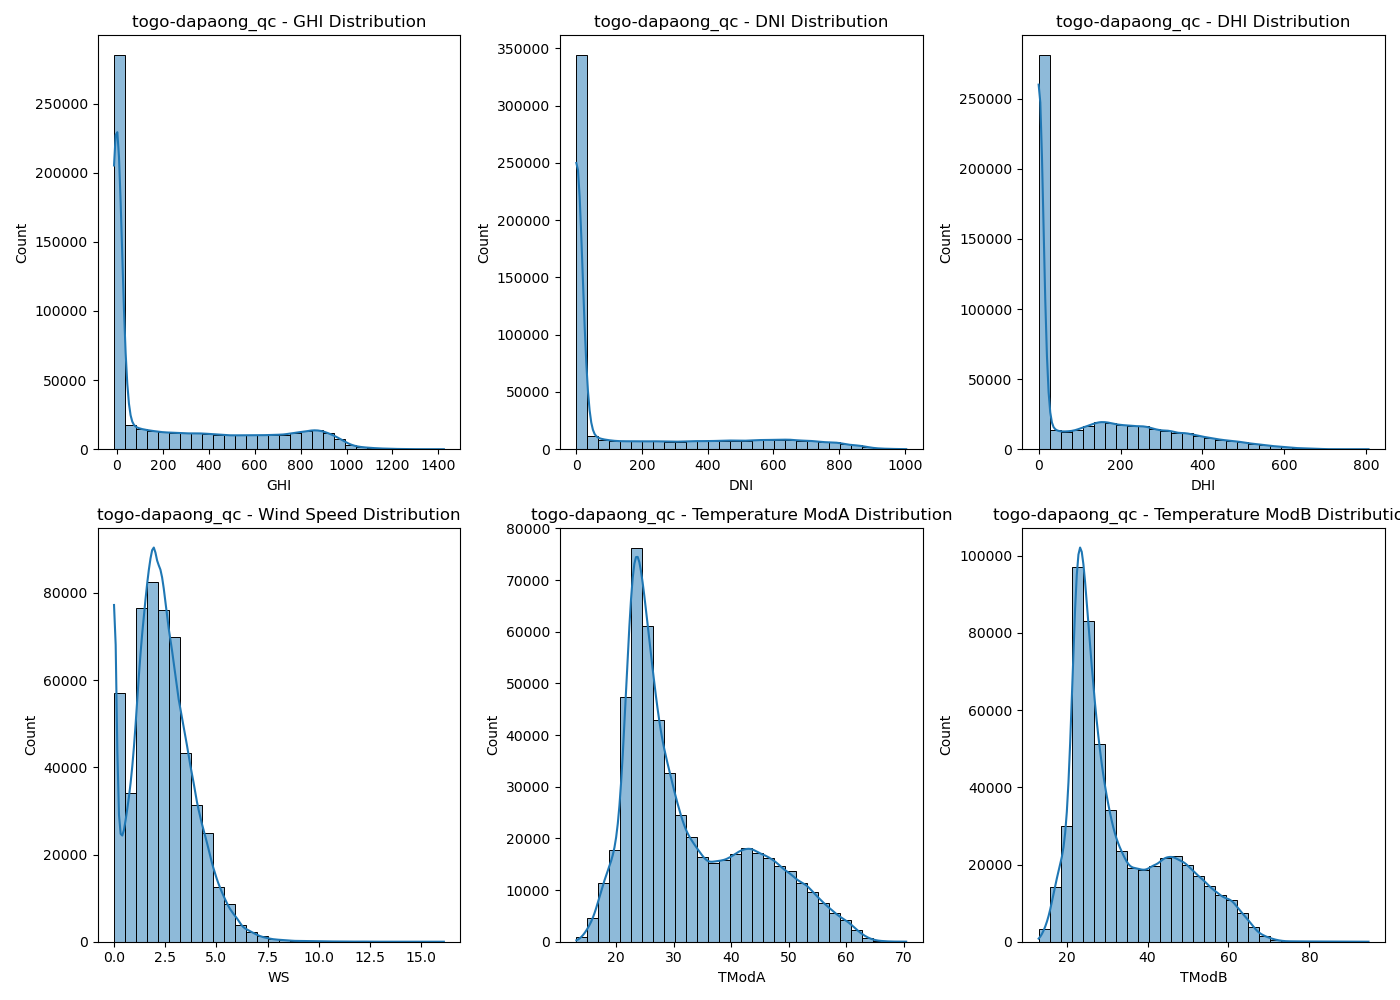 togo-dapaong_qc - GHI Distribution
togo-dapaong_qc - DNI Distribution
togo-dapaong_qc - DHI Distribution
250000
200000
150000
100000
50000
0
Count
0 200 400 600 800 1000 1200 1400
GHI
350000
300000
250000
200000
150000
100000
50000
0
Count
0 200 400 600 800 1000
DNI
250000
200000
150000
100000
50000
0
Count
0 200 400 600 800
DHI
togo-dapaong_qc - Wind Speed Distribution
togo-dapaong_qc - Temperature ModA Distribution
togo-dapaong_qc - Temperature ModB Distributio
80000
60000
40000
20000
0
Count
0.0 2.5 5.0 7.5 10.0 12.5 15.0
WS
80000
70000
60000
50000
40000
30000
20000
10000
0
Count
20 30 40 50 60 70
TModA
100000
80000
60000
40000
20000
0
Count
20 40 60 80
TModB